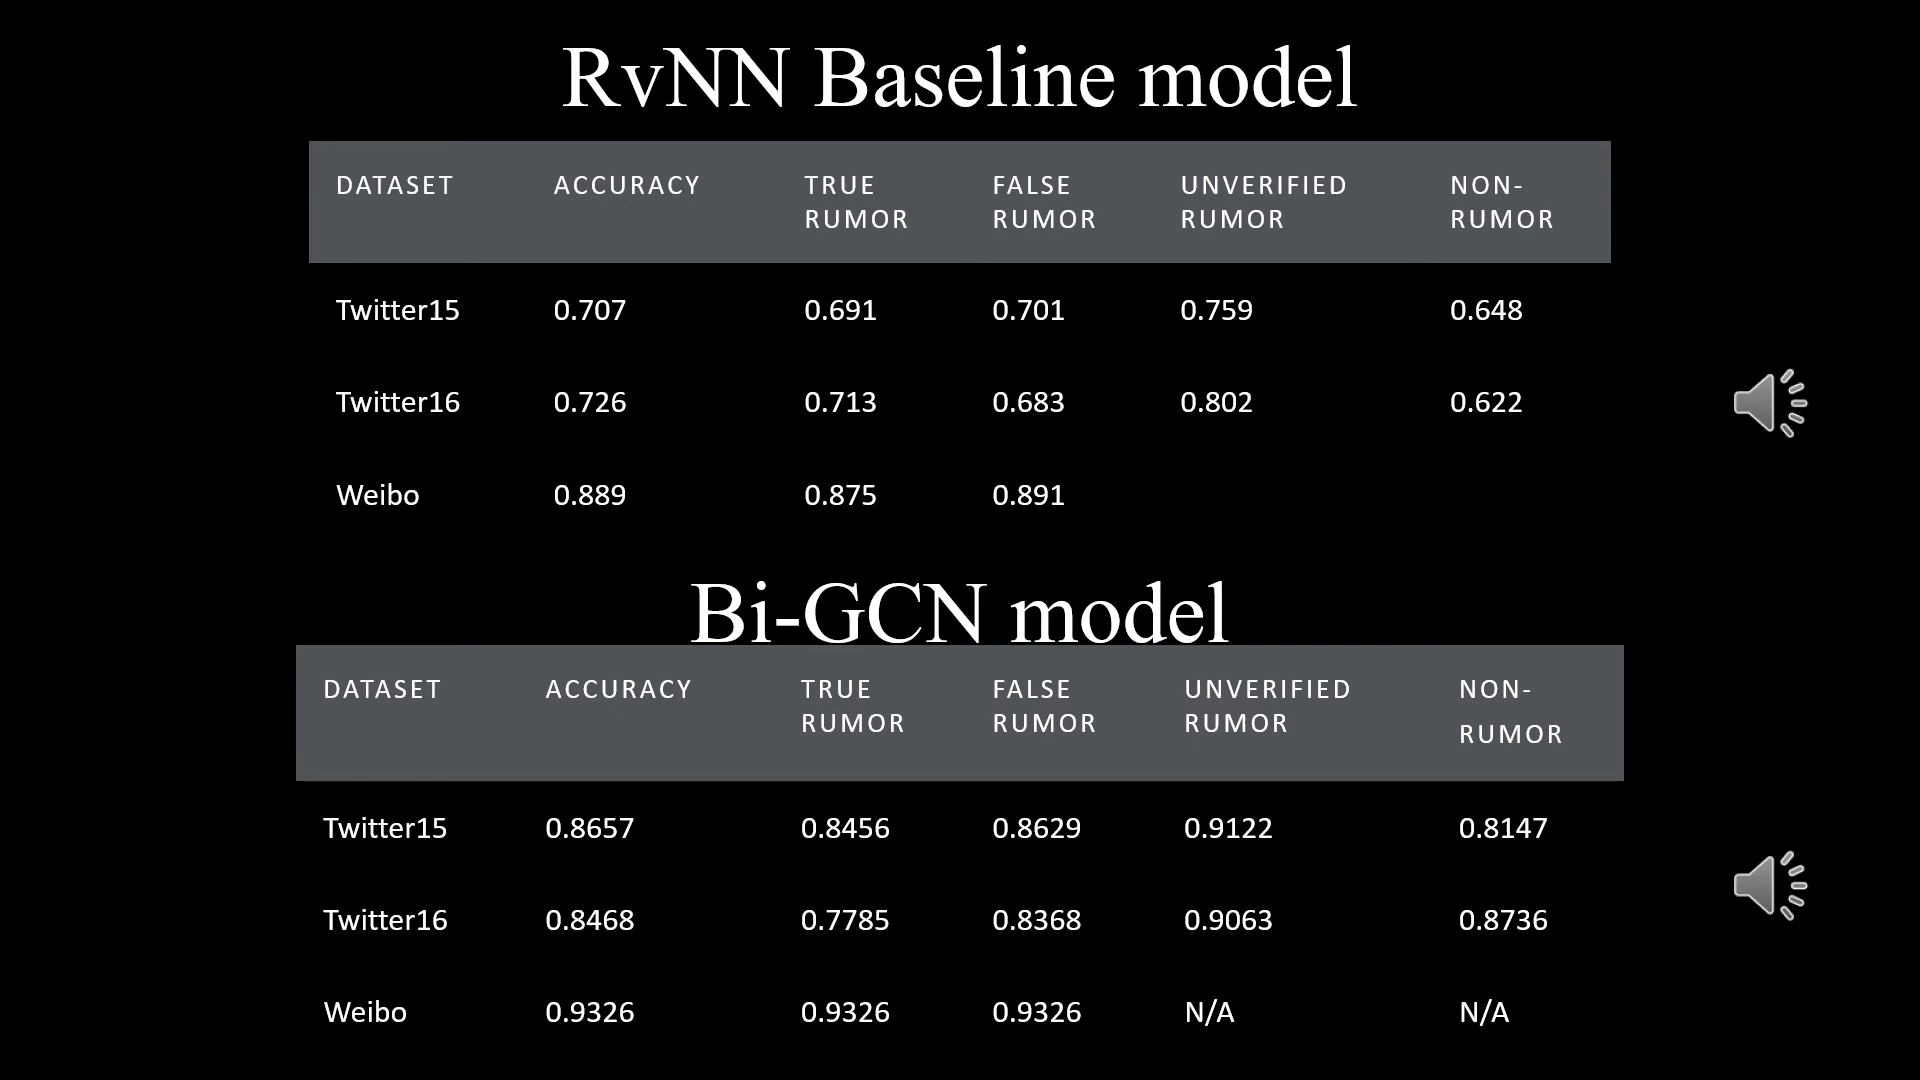 RvNN Baseline model
DATASET ACCURACY TRUE RUMOR FALSE RUMOR UNVERIFIED RUMOR NON-RUMOR
Twitter15 0.707 0.691 0.701 0.759 0.648
Twitter16 0.726 0.713 0.683 0.802 0.622
Weibo 0.889 0.875 0.891
Bi-GCN model
DATASET ACCURACY TRUE RUMOR FALSE RUMOR UNVERIFIED RUMOR NON-RUMOR
Twitter15 0.8657 0.8456 0.8629 0.9122 0.8147
Twitter16 0.8468 0.7785 0.8368 0.9063 0.8736
Weibo 0.9326 0.9326 0.9326 N/A N/A